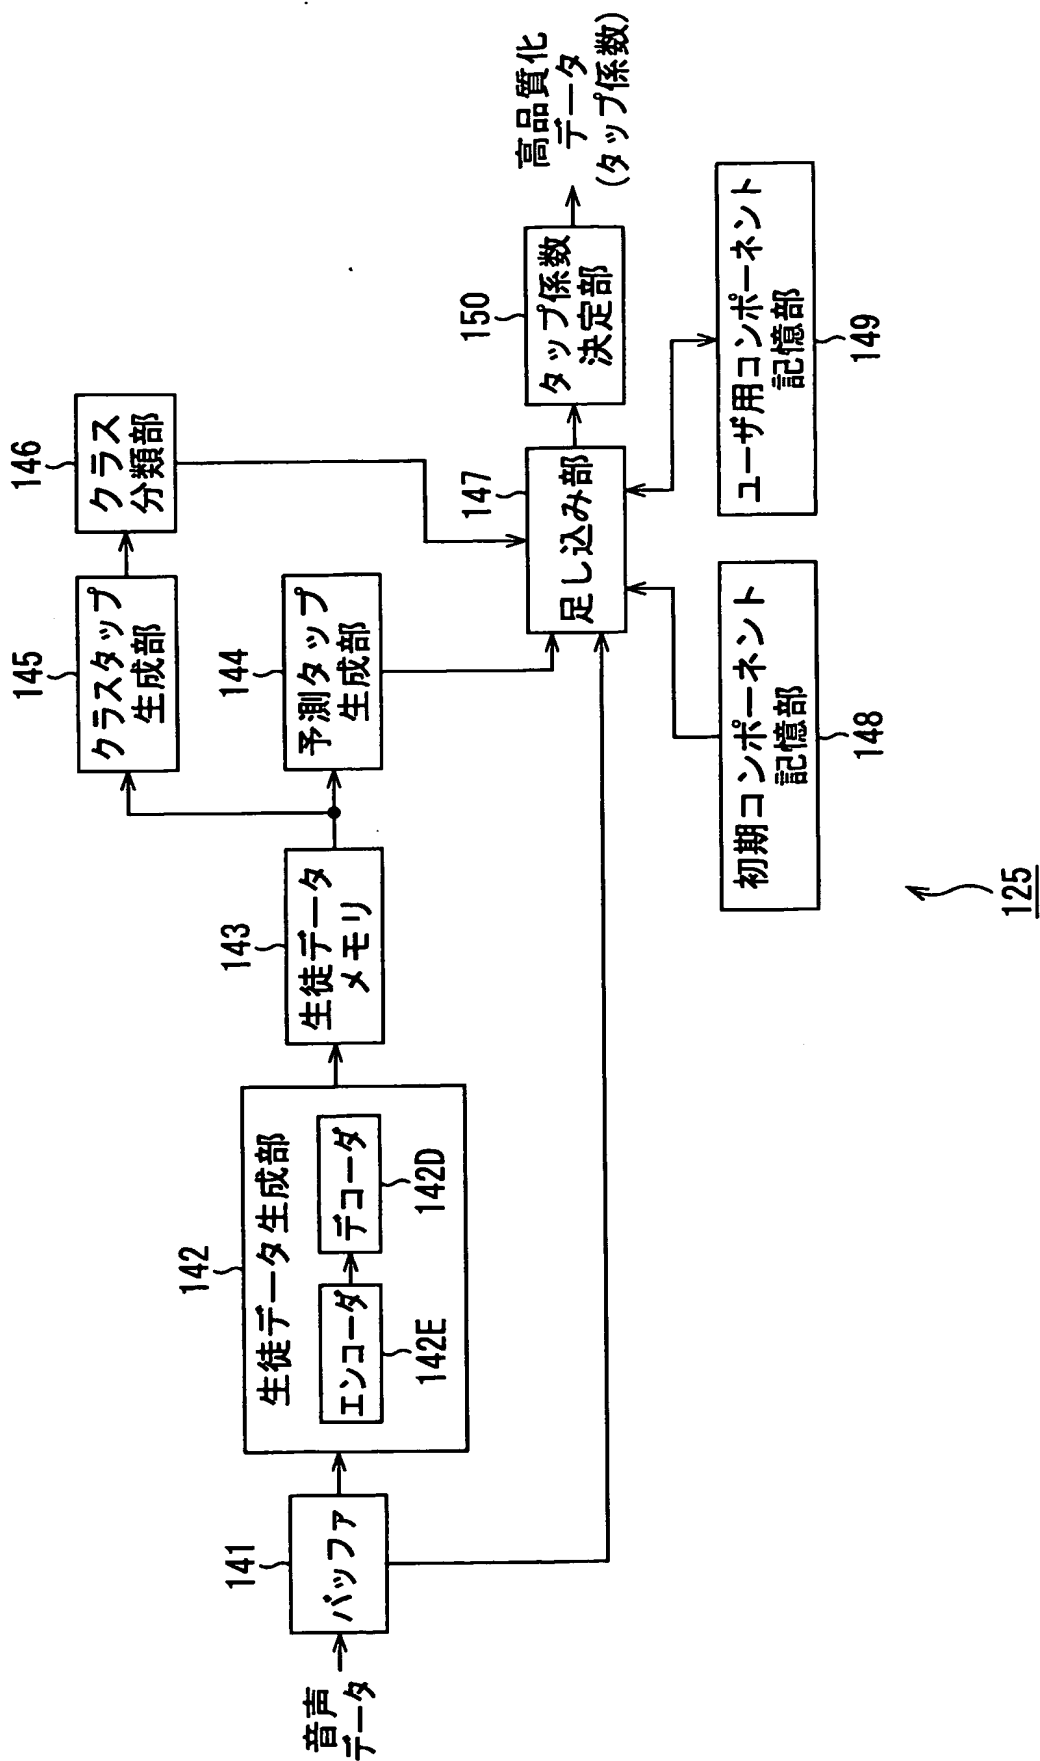 音声
データ
141
バッファ
142
生徒データ生成部
エンコーダ
142E
デコーダ
142D
143
生徒データ
メモリ
144
予測タップ
生成部
145
クラスタップ
生成部
146
クラス
分類部
147
足し込み部
初期コンポーネント
記憶部
148
ユーザ用コンポーネント
記憶部
149
150
タップ係数
決定部
高品質化
データ
(タップ係数)
125